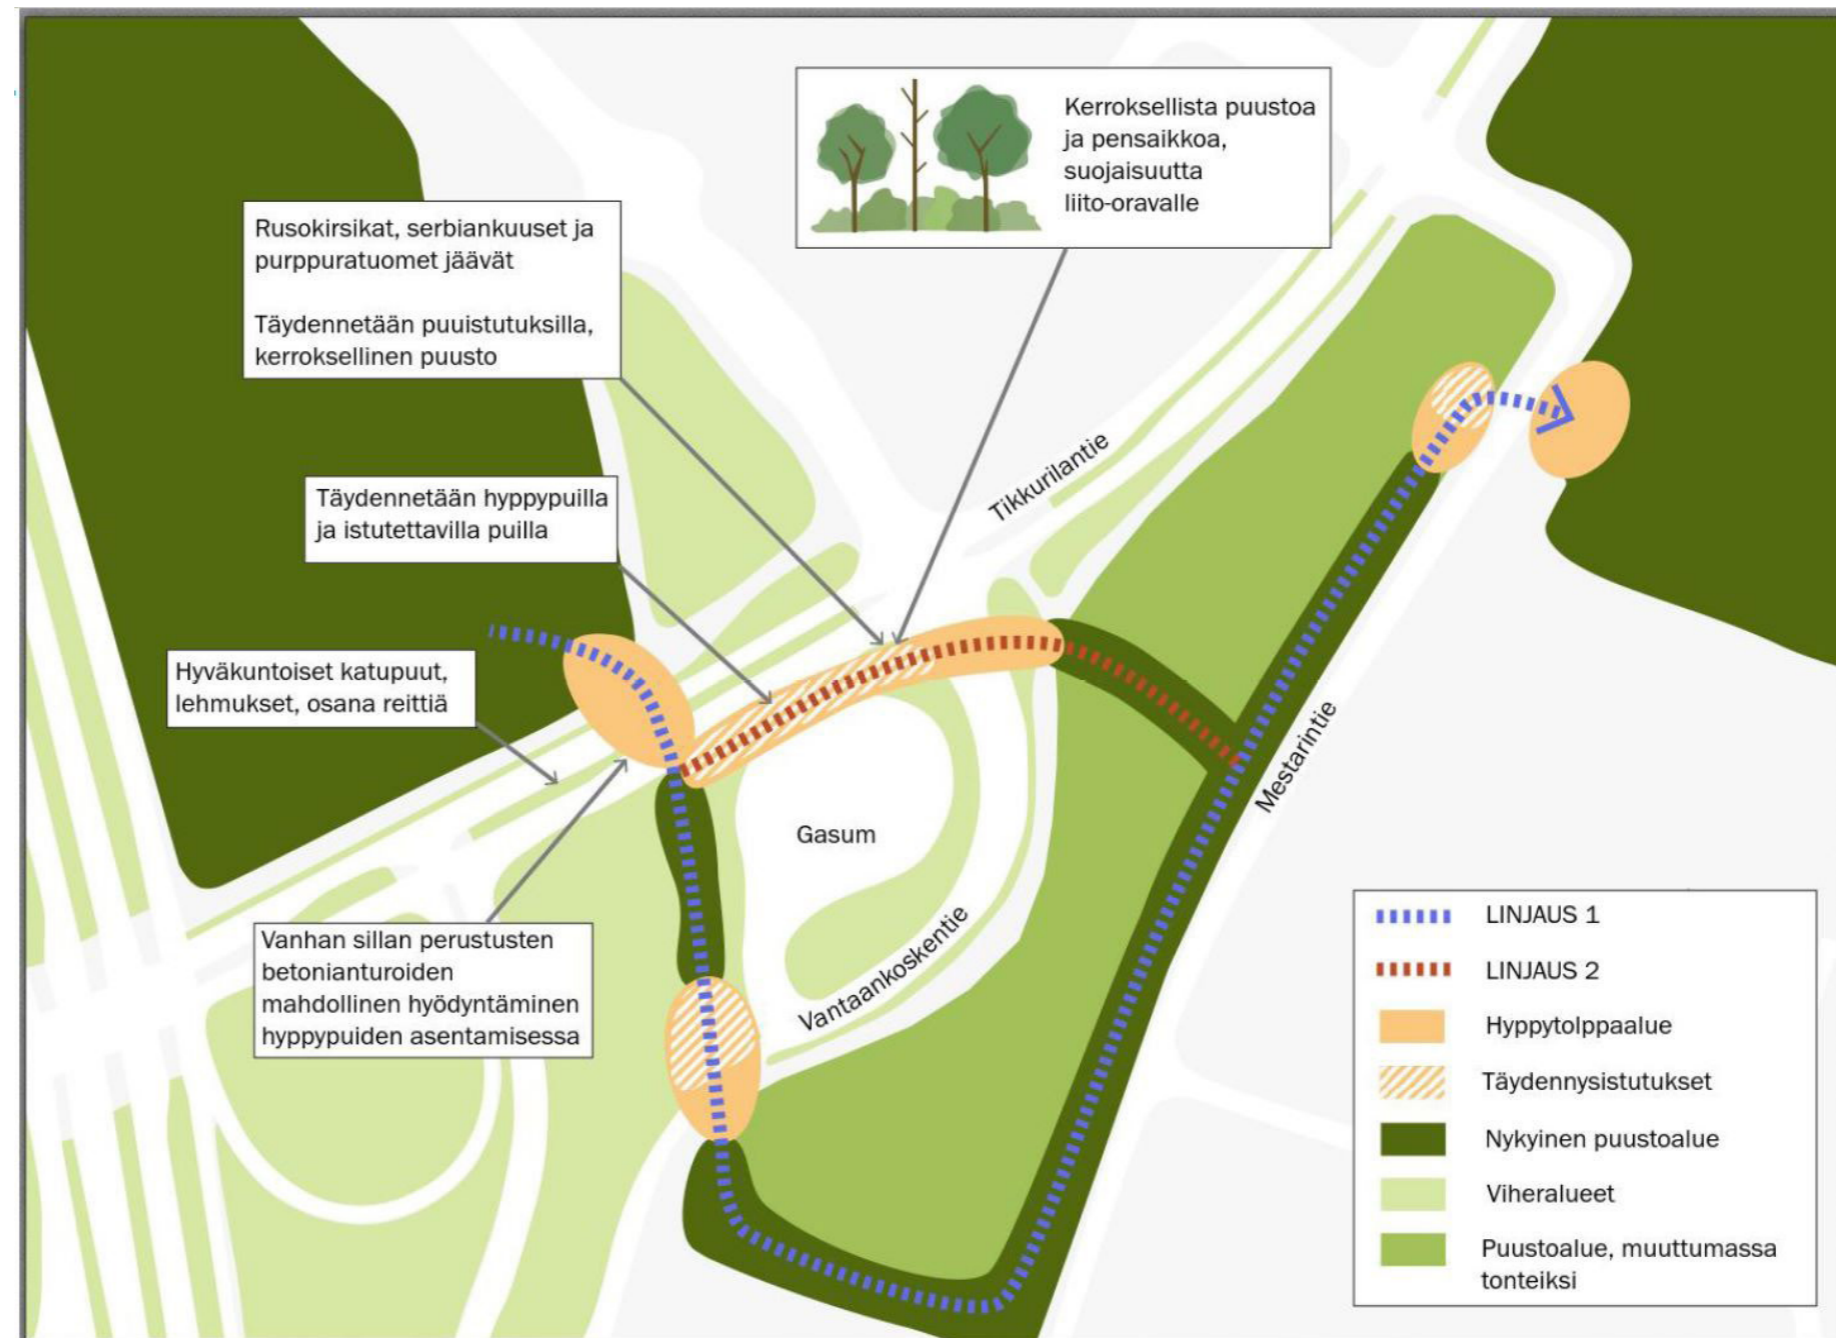 Kerroksellista puustoa
ja pensaikkoa,
suojaisuutta
liito-oravalle
Rusokirsikat, serbiankuuset ja
purppuratuomet jäävät
Täydennetään puuistutuksilla,
kerroksellinen puusto
Täydennetään hyppypuilla
ja istutettavilla puilla
Tikkurilantie
Hyväkuntoiset katupuut,
lehmukset, osana reittiä
Mestarintie
Gasum
Vantaankoskentie
Vanhan sillan perustusten
betonianturoiden
mahdollinen hyödyntäminen
hyppypuiden asentamisessa
LINJAUS 1
LINJAUS 2
Hyppytolppaalue
Täydennysistutukset
Nykyinen puustoalue
Viheralueet
Puustoalue, muuttumassa
tonteiksi